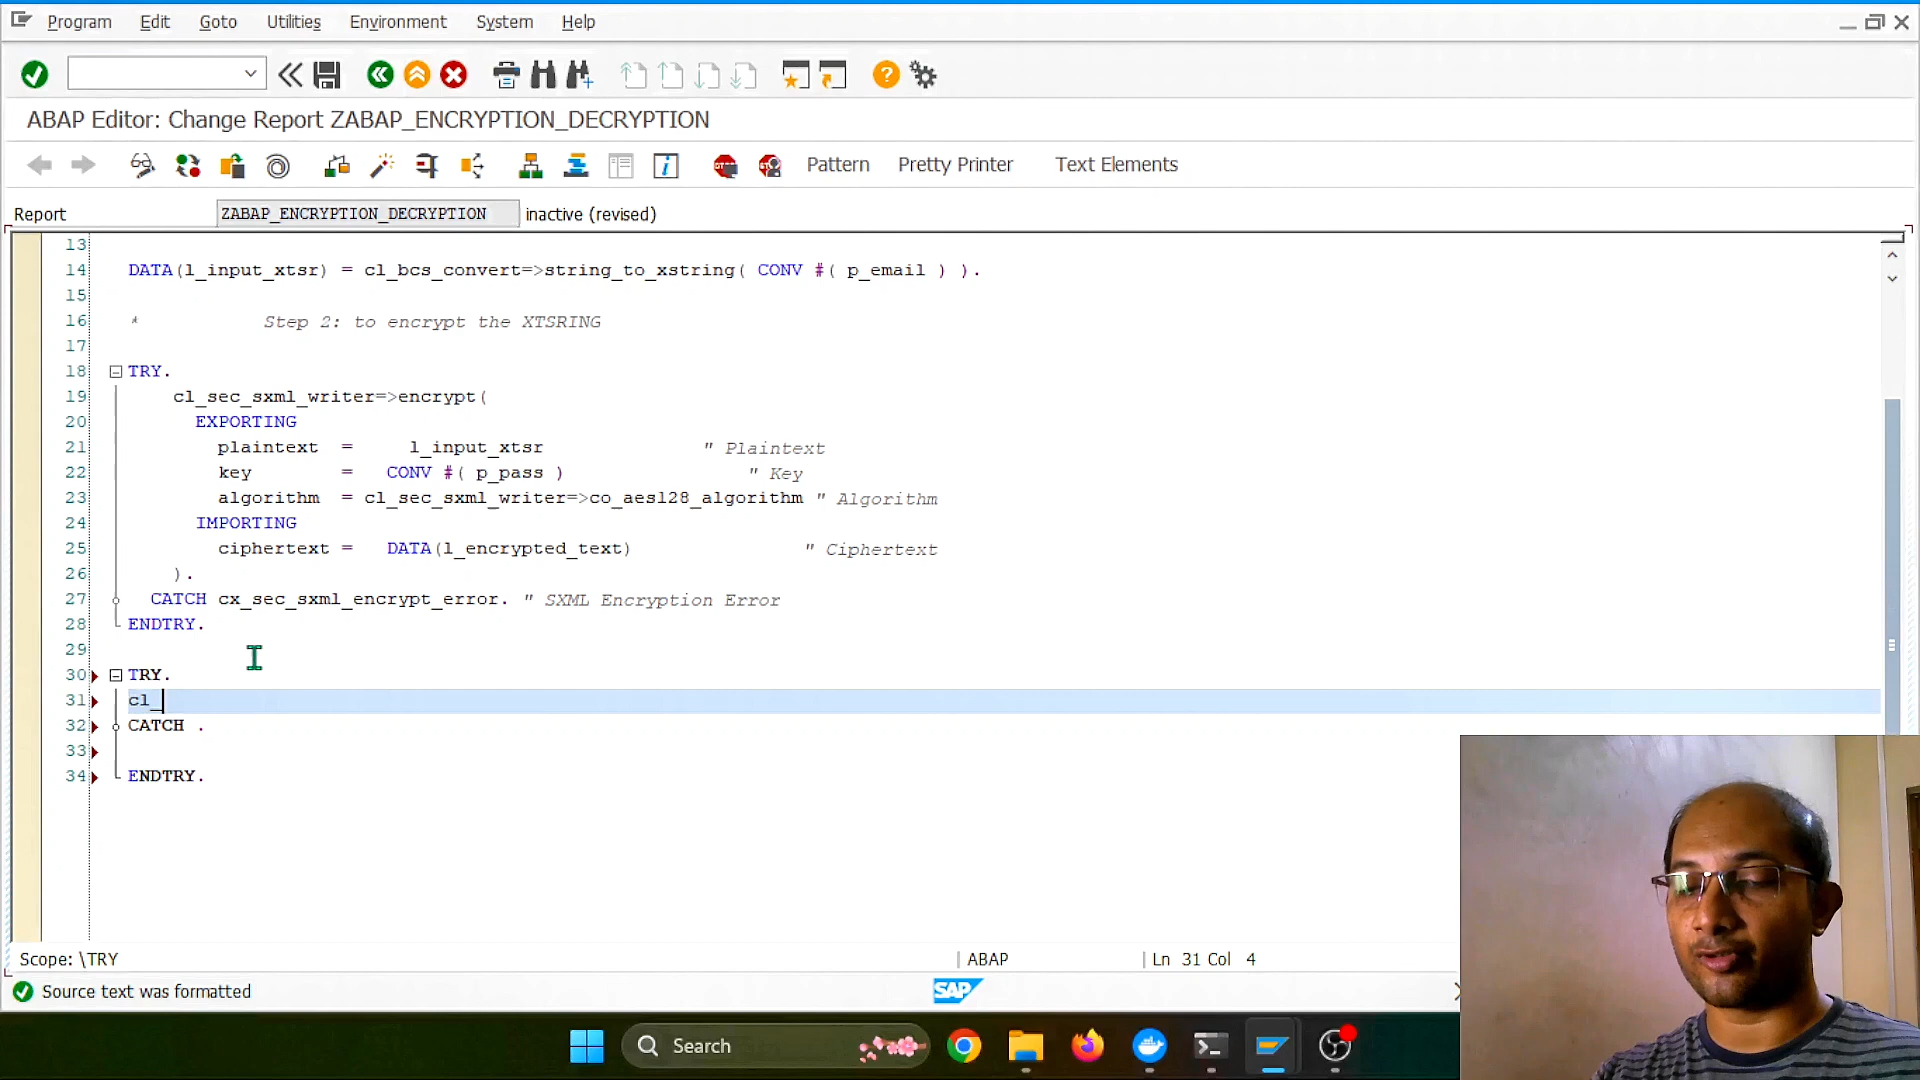 Program Edit Goto Utilities Environment System Help
ABAP Editor: Change Report ZABAP_ENCRYPTION_DECRYPTION
Pattern Pretty Printer Text Elements
Report ZABAP_ENCRYPTION_DECRYPTION inactive (revised)
13
14 DATA(l_input_xtsr) = cl_bcs_convert=>string_to_xstring( CONV #( p_email ) ).
15
16 * Step 2: to encrypt the XTSRING
17
18 TRY.
19 cl_sec_sxml_writer=>encrypt(
20 EXPORTING
21 plaintext = l_input_xtsr " Plaintext
22 key = CONV #( p_pass ) " Key
23 algorithm = cl_sec_sxml_writer=>co_aes128_algorithm " Algorithm
24 IMPORTING
25 ciphertext = DATA(l_encrypted_text) " Ciphertext
26 ).
27 CATCH cx_sec_sxml_encrypt_error. " SXML Encryption Error
28 ENDTRY.
29
30 TRY.
31 cl_
32 CATCH .
33
34 ENDTRY.
Scope: \TRY ABAP Ln 31 Col 4
Source text was formatted SAP
Search